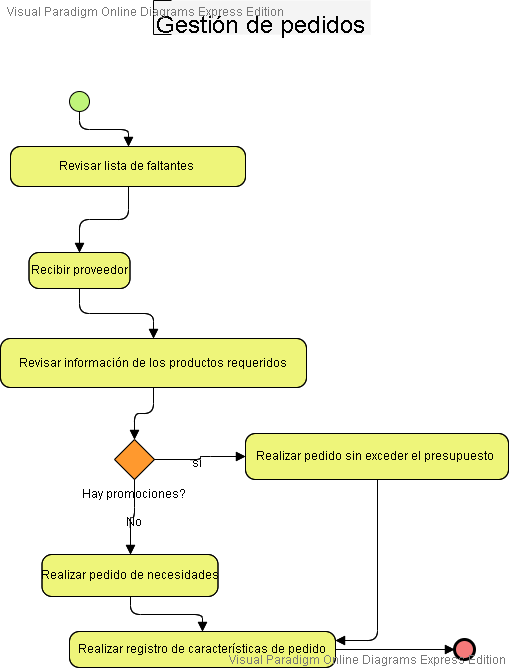 Visual Paradigm Online Diagrams Express Edition
Gestión de pedidos
Revisar lista de faltantes
Recibir proveedor
Revisar información de los productos requeridos
si
Realizar pedido sin exceder el presupuesto
Hay promociones?
No
Realizar pedido de necesidades
Realizar registro de características de pedido
Visual Paradigm Online Diagrams Express Edition